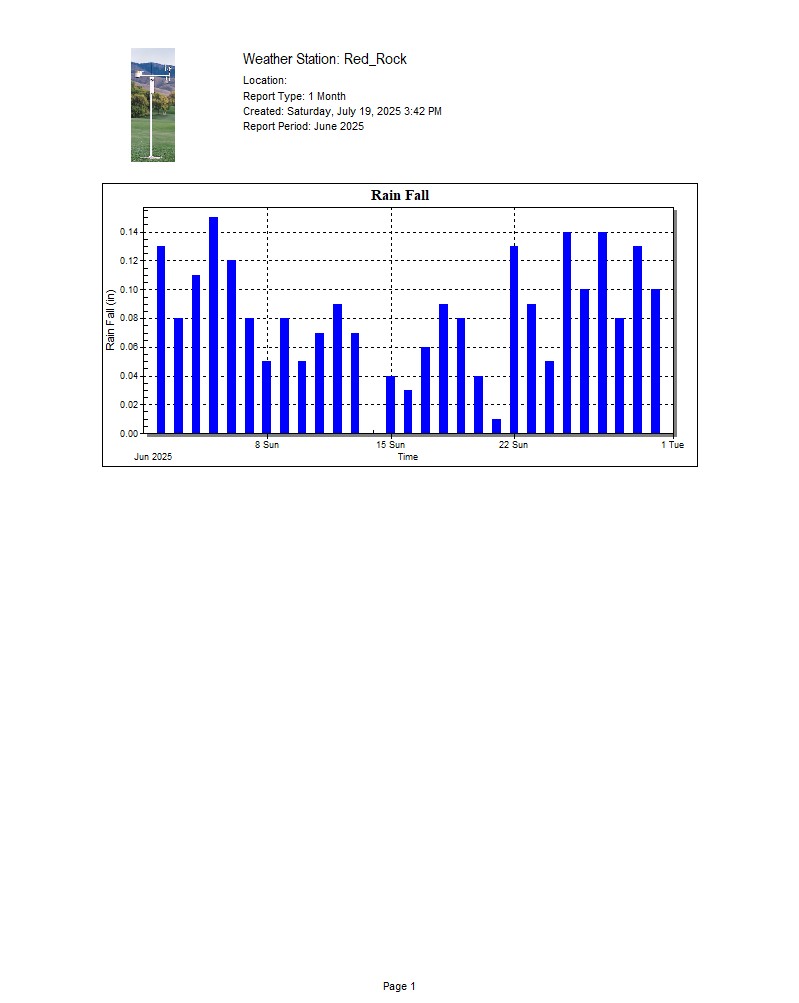 Weather Station: Red_Rock
Location:
Report Type: 1 Month
Created: Saturday, July 19, 2025 3:42 PM
Report Period: June 2025
Rain Fall
Rain Fall (in)
0.14
0.12
0.10
0.08
0.06
0.04
0.02
0.00
8 Sun 15 Sun 22 Sun 1 Tue
Jun 2025 Time
Page 1